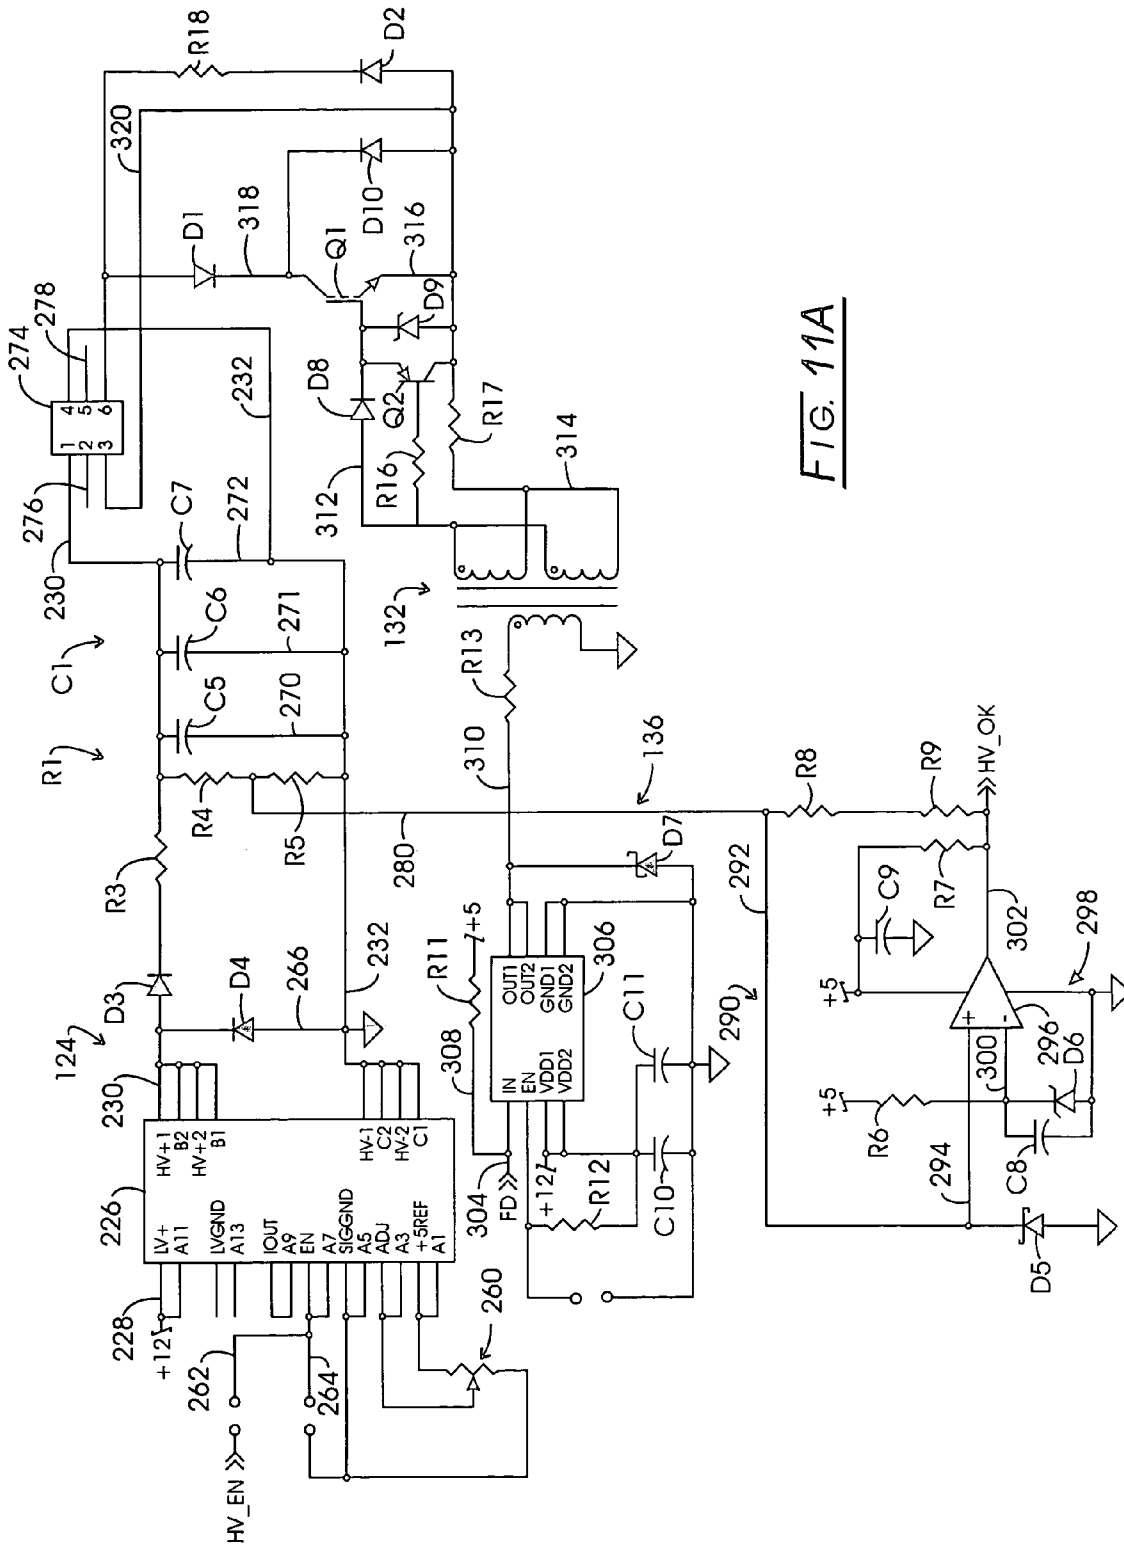 R18
D2
320
D1
318
D10
Q1
316
274
278
4
5
6
1
2
3
276
230
232
D8
D9
Q2
R17
312
R16
314
C7
272
C6
271
C5
270
C1
R1
132
R13
310
136
R4
R5
R3
280
D3
D4
266
232
124
230
HV+1
B2
HV+2
B1
HV-1
C2
HV-2
C1
226
LV+
A11
LVGND
A13
IOUT
A9
EN
A7
SIGGND
A5
ADJ
A3
+5REF
A1
228
+12
262
264
260
HV_EN
R11
+5
308
IN
EN
VDD1
VDD2
OUT1
OUT2
GND1
GND2
306
304
FD
+12
R12
C10
C11
D7
292
290
R8
R9
HV_OK
R7
C9
302
298
+5
+
-
296
300
D6
+5
R6
C8
294
D5
FIG. 11A